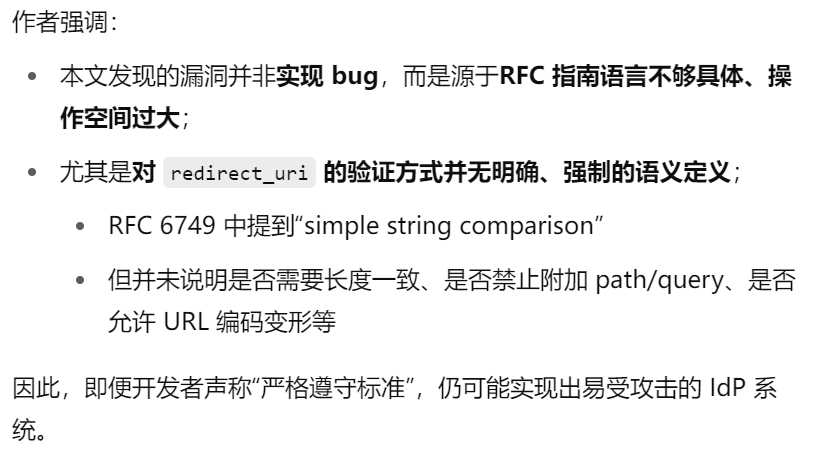 作者强调：
• 本文发现的漏洞并非实现 bug，而是源于RFC 指南语言不够具体、操
作空间过大；
• 尤其是对 redirect_uri 的验证方式并无明确、强制的语义定义；
• RFC 6749 中提到“simple string comparison”
• 但并未说明是否需要长度一致、是否禁止附加 path/query、是否
允许 URL 编码变形等
因此，即便开发者声称“严格遵守标准”，仍可能实现出易受攻击的 IdP 系
统。